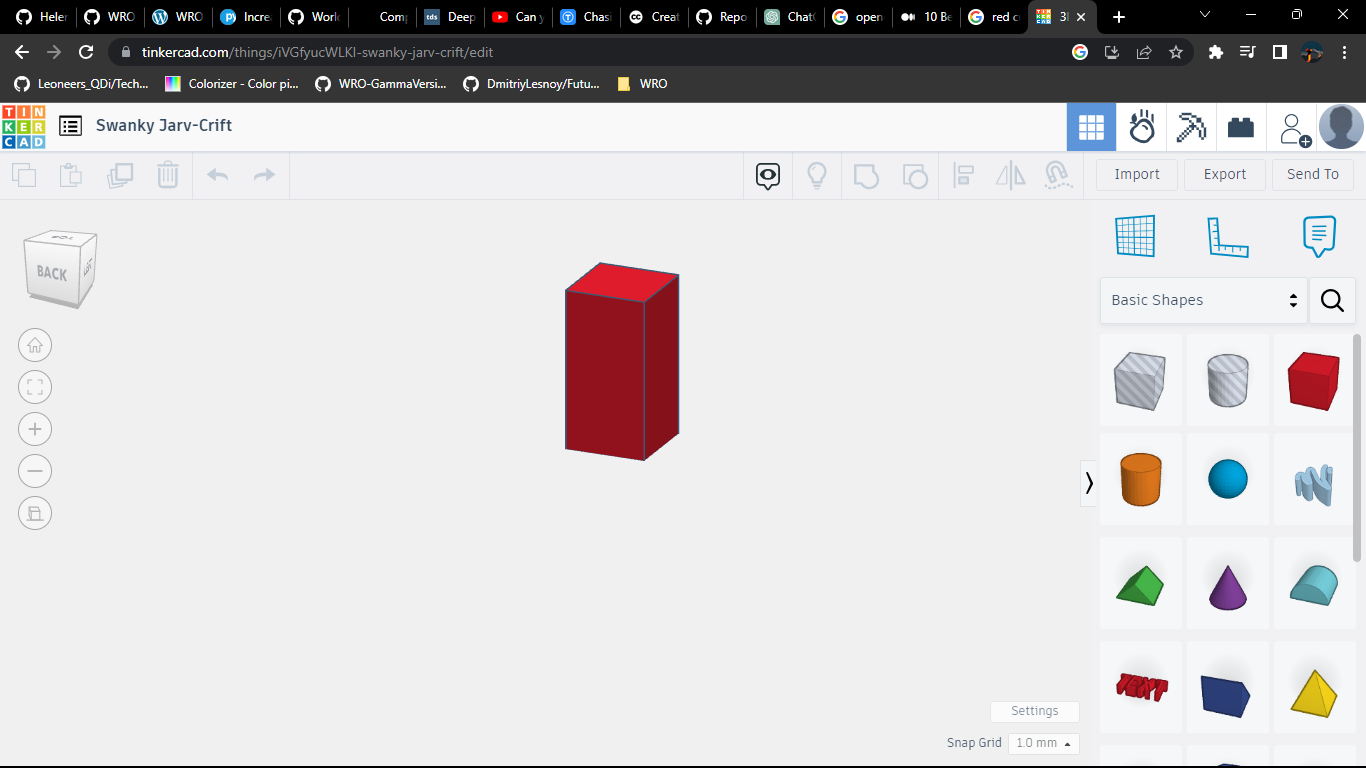 Heler
WRO
WRO
Incre
Work
Com
Deep
Can y
Chasi
Creat
Repo
Chat
open
10 Be
red c
3
tinkercad.com/things/iVGfyucWLKI-swanky-jarv-crift/edit
Leoneers_QDi/Tech...
Colorizer - Color pi...
WRO-GammaVersi...
DmitriyLesnoy/Futu...
WRO
TIN
KER
CAD
Swanky Jarv-Crift
Import
Export
Send To
BACK
Basic Shapes
TEXT
Settings
Snap Grid
1.0 mm